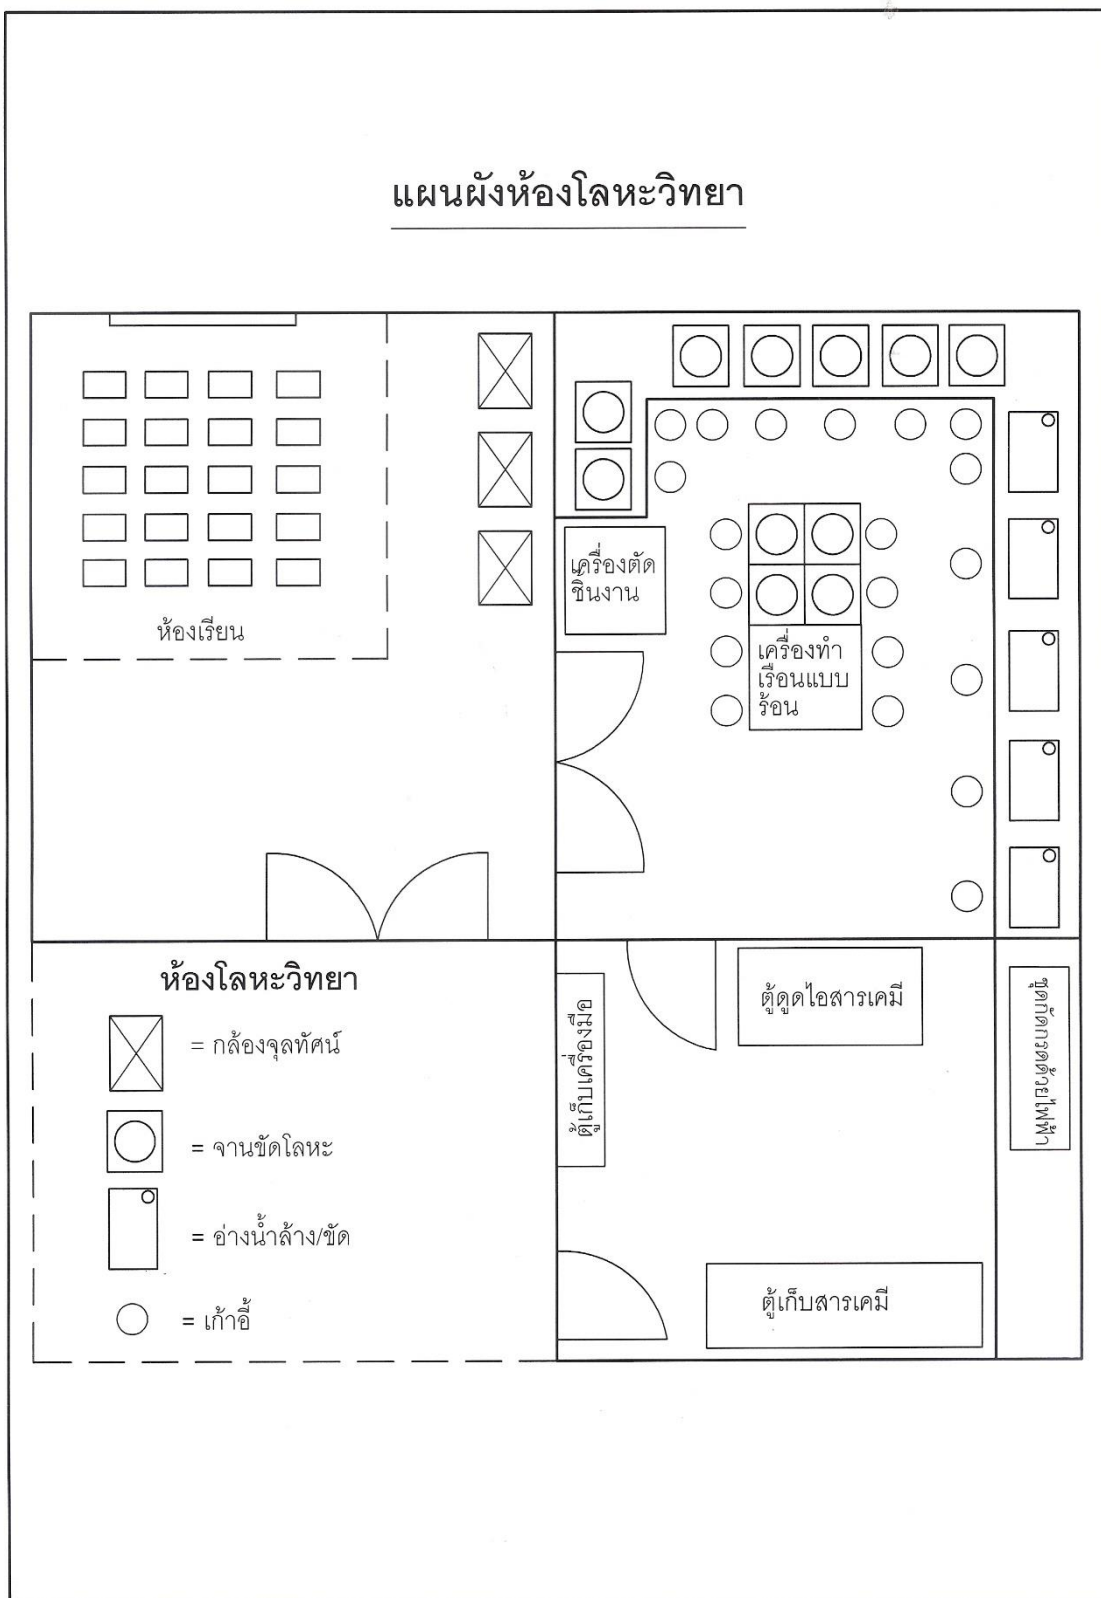 แผนผังห้องโลหะวิทยา
เครื่องตัด
ชิ้นงาน
ห้องเรียน
เครื่องทำ
เรือนแบบ
ร้อน
ห้องโลหะวิทยา
= กล้องจุลทัศน์
= จานขัดโลหะ
= อ่างน้ำล้าง/ขัด
= เก้าอี้
ตู้เก็บเครื่องมือ
ตู้ดูดไอสารเคมี
ชุดกัดกรดด้วยไฟฟ้า
ตู้เก็บสารเคมี